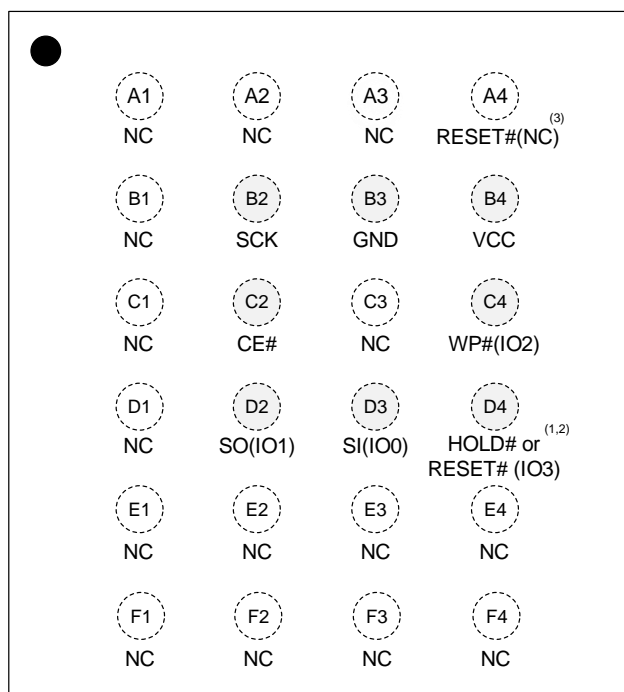 A1 A2 A3 A4
NC NC NC RESET#(NC) (3)
B1 B2 B3 B4
NC SCK GND VCC
C1 C2 C3 C4
NC CE# NC WP#(IO2)
D1 D2 D3 D4
NC SO(IO1) SI(IO0) HOLD# or (1,2)
RESET# (IO3)
E1 E2 E3 E4
NC NC NC NC
F1 F2 F3 F4
NC NC NC NC